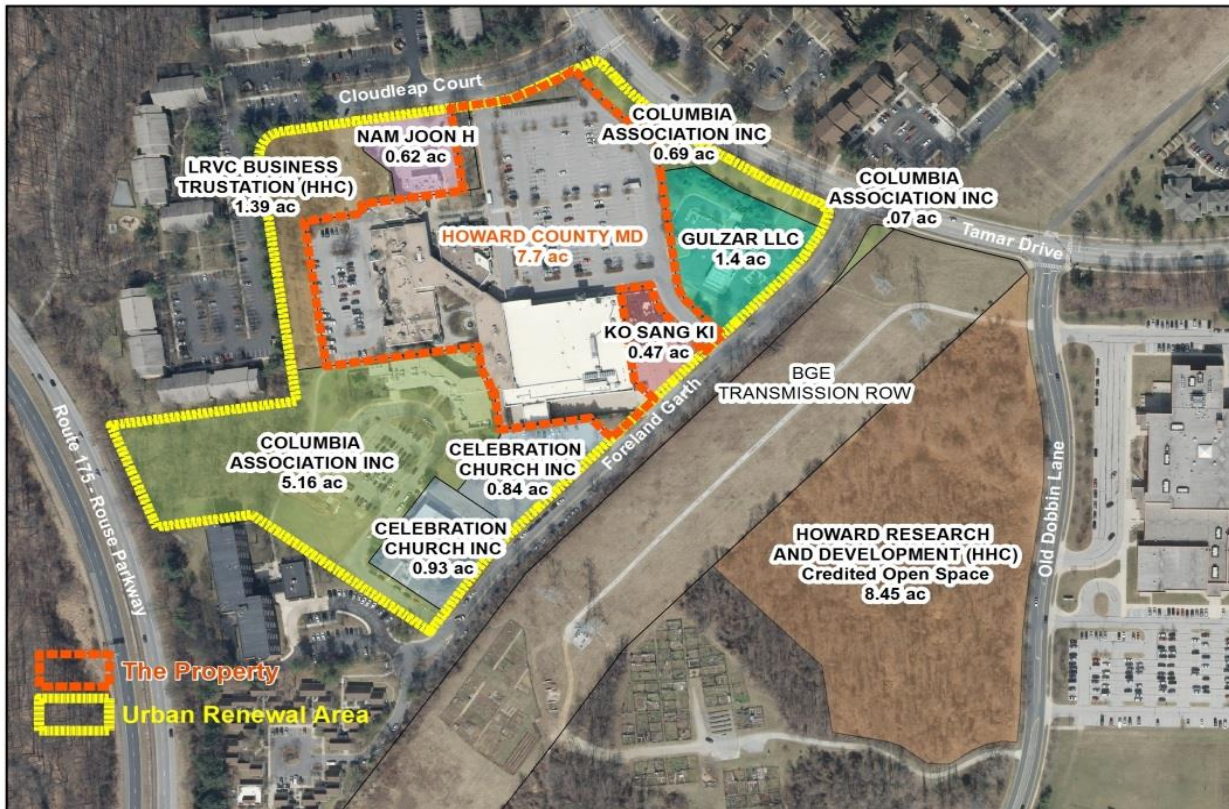 Cloudleap Court
NAM JOON H
0.62 ac
COLUMBIA
ASSOCIATION INC
0.69 ac
LRVC BUSINESS
TRUSTATION (HHC)
1.39 ac
COLUMBIA
ASSOCIATION INC
.07 ac
Tamar Drive
HOWARD COUNTY MD
7.7 ac
GULZAR LLC
1.4 ac
KO SANG KI
0.47 ac
BGE
TRANSMISSION ROW
Foreland Garth
COLUMBIA
ASSOCIATION INC
5.16 ac
CELEBRATION
CHURCH INC
0.84 ac
CELEBRATION
CHURCH INC
0.93 ac
Route 175 - Rouse Parkway
HOWARD RESEARCH
AND DEVELOPMENT (HHC)
Credited Open Space
8.45 ac
Old Dobbin Lane
The Property
Urban Renewal Area